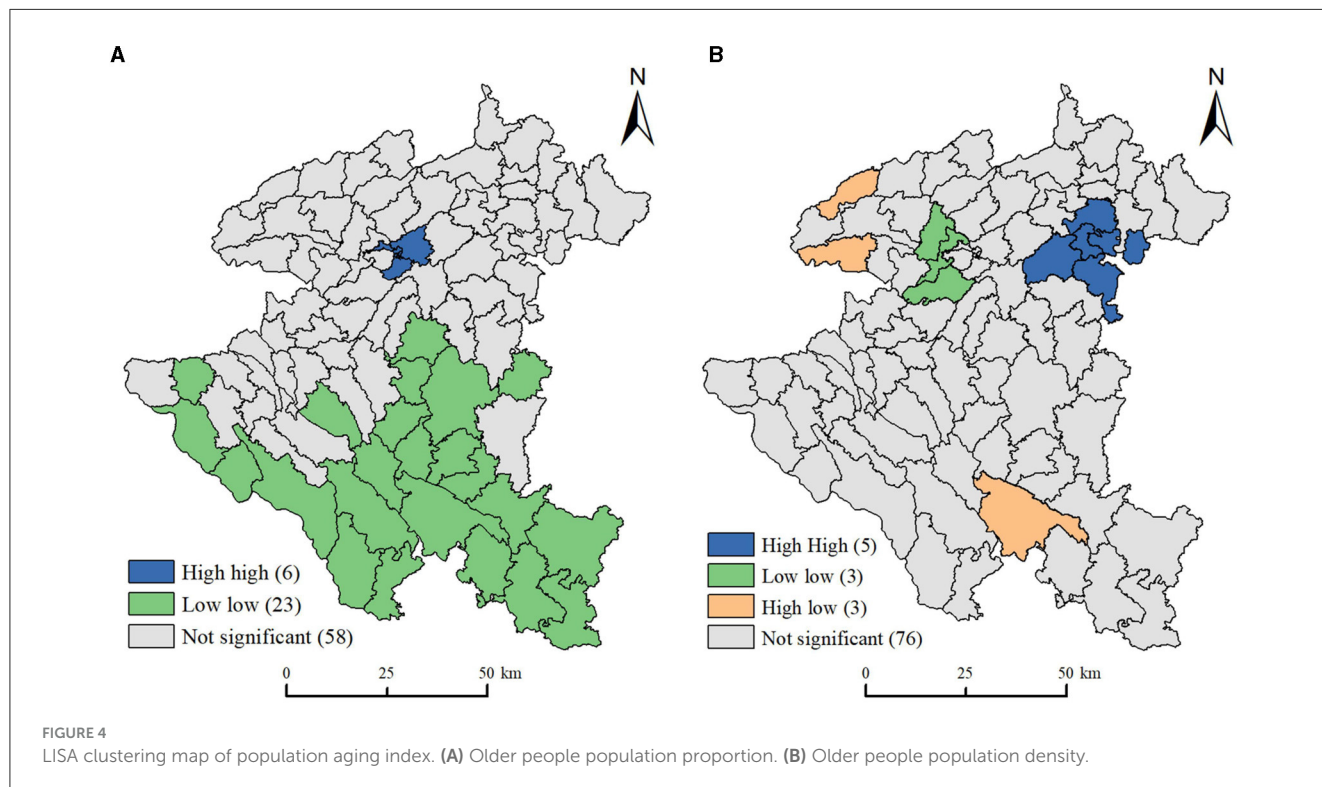 A
B
N
N
High high (6)
Low low (23)
Not significant (58)
0 25 50 km
High High (5)
Low low (3)
High low (3)
Not significant (76)
0 25 50 km
FIGURE 4
LISA clustering map of population aging index. (A) Older people population proportion. (B) Older people population density.